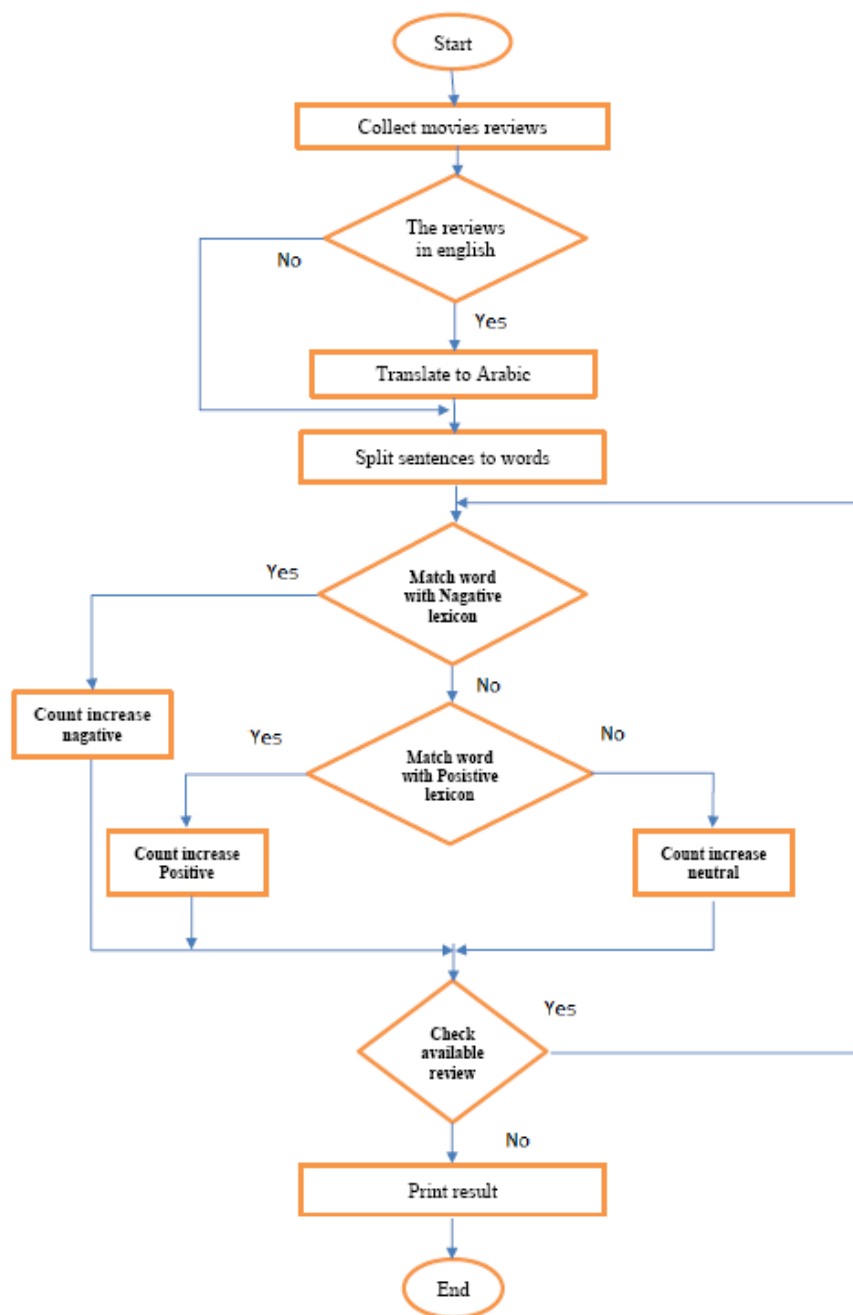 Start
Collect movies reviews
The reviews
in english
No
Yes
Translate to Arabic
Split sentences to words
Yes
Match word
with Nagative
lexicon
No
Count increase
nagative
Yes
Match word
with Posistive
lexicon
No
Count increase
Positive
Count increase
neutral
Check
available
review
Yes
No
Print result
End